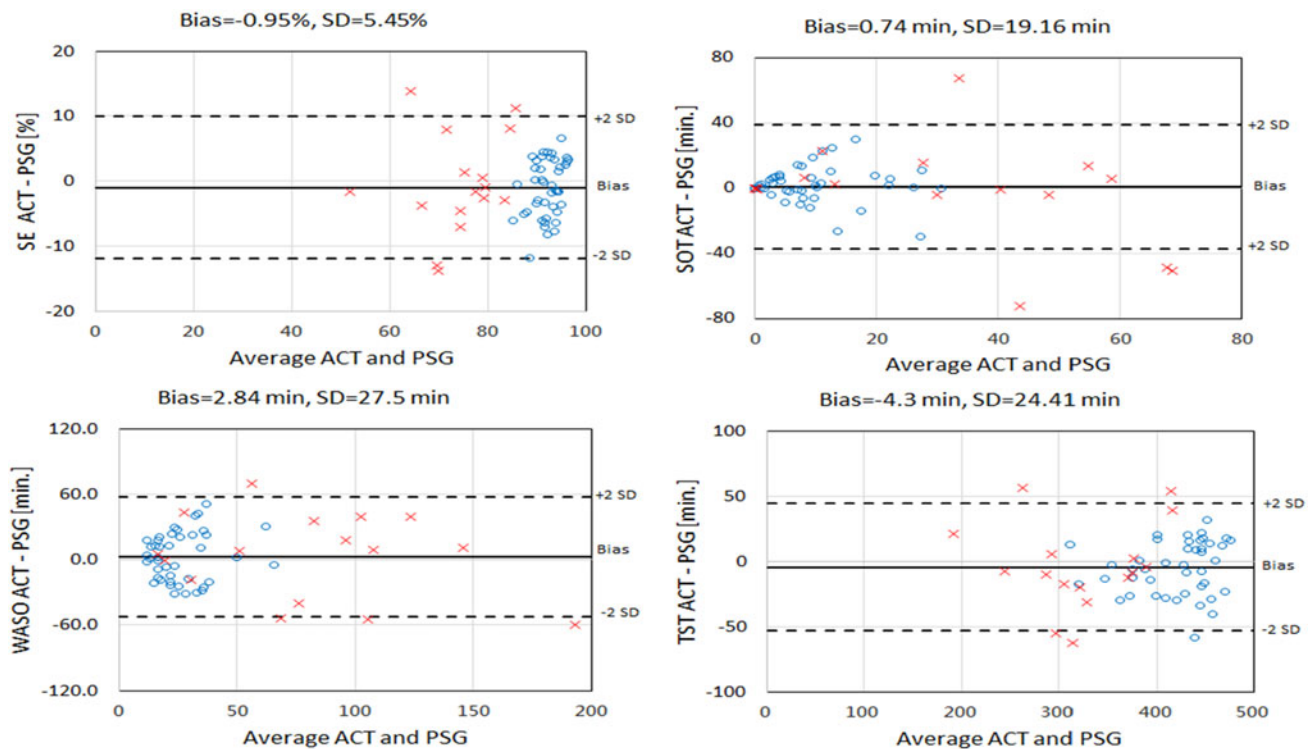 Bias=-0.95%, SD=5.45%
SE ACT - PSG [%]
20
10
0
-10
-20
+2 SD
Bias
-2 SD
0 20 40 60 80 100
Average ACT and PSG
Bias=0.74 min, SD=19.16 min
SOT ACT - PSG [min.]
80
40
0
-40
-80
+2 SD
Bias
+2 SD
0 20 40 60 80
Average ACT and PSG
Bias=2.84 min, SD=27.5 min
WASO ACT - PSG [min.]
120.0
60.0
0.0
-60.0
-120.0
+2 SD
Bias
-2 SD
0 50 100 150 200
Average ACT and PSG
Bias=-4.3 min, SD=24.41 min
TST ACT - PSG [min.]
100
50
0
-50
-100
+2 SD
Bias
-2 SD
0 100 200 300 400 500
Average ACT and PSG